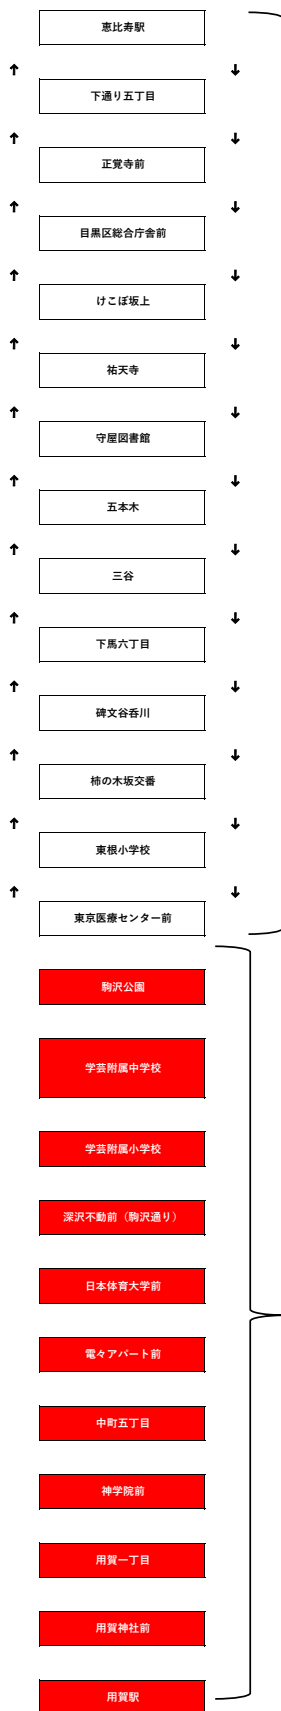 恵比寿駅
↑ ↓
下通り五丁目
↑ ↓
正覚寺前
↑ ↓
目黒区総合庁舎前
↑ ↓
けこぼ坂上
↑ ↓
祐天寺
↑ ↓
守屋図書館
↑ ↓
五本木
↑ ↓
三谷
↑ ↓
下馬六丁目
↑ ↓
碑文谷呑川
↑ ↓
柿の木坂交番
↑ ↓
東根小学校
↑ ↓
東京医療センター前
駒沢公園
学芸附属中学校
学芸附属小学校
深沢不動前（駒沢通り）
日本体育大学前
電々アパート前
中町五丁目
神学院前
用賀一丁目
用賀神社前
用賀駅